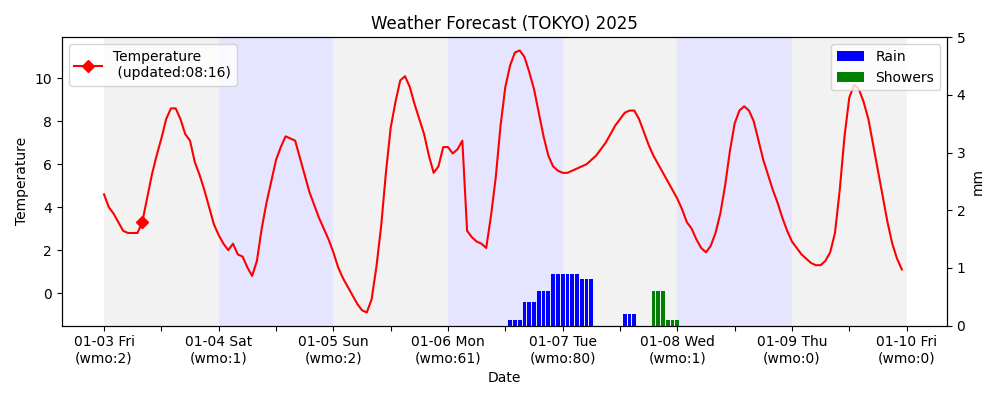 Weather Forecast (TOKYO) 2025
Temperature
(updated:08:16)
Rain
Showers
Temperature
10
8
6
4
2
0
5
4
3
2
1
0
mm
01-03 Fri
(wmo:2)
01-04 Sat
(wmo:1)
01-05 Sun
(wmo:2)
01-06 Mon
(wmo:61)
01-07 Tue
(wmo:80)
01-08 Wed
(wmo:1)
01-09 Thu
(wmo:0)
01-10 Fri
(wmo:0)
Date